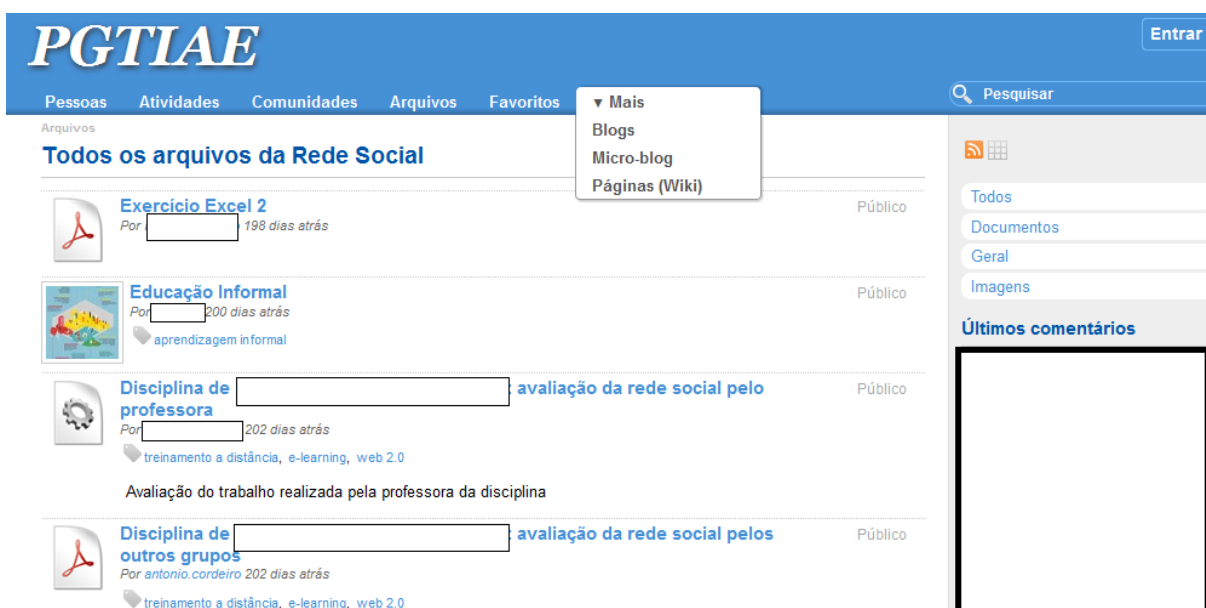 PGTIAE
Entrar
Pessoas Atividades Comunidades Arquivos Favoritos ▼ Mais
Pesquisar
Blogs
Micro-blog
Páginas (Wiki)
Arquivos
Todos os arquivos da Rede Social
Exercício Excel 2
Público
Por 198 dias atrás
Educação Informal
Público
Por 200 dias atrás
aprendizagem informal
Disciplina de : avaliação da rede social pelo
professora
Público
Por 202 dias atrás
treinamento a distância, e-learning, web 2.0
Avaliação do trabalho realizada pela professora da disciplina
Disciplina de : avaliação da rede social pelos
outros grupos
Público
Por antonio.cordeiro 202 dias atrás
treinamento a distância, e-learning, web 2.0
Todos
Documentos
Geral
Imagens
Últimos comentários